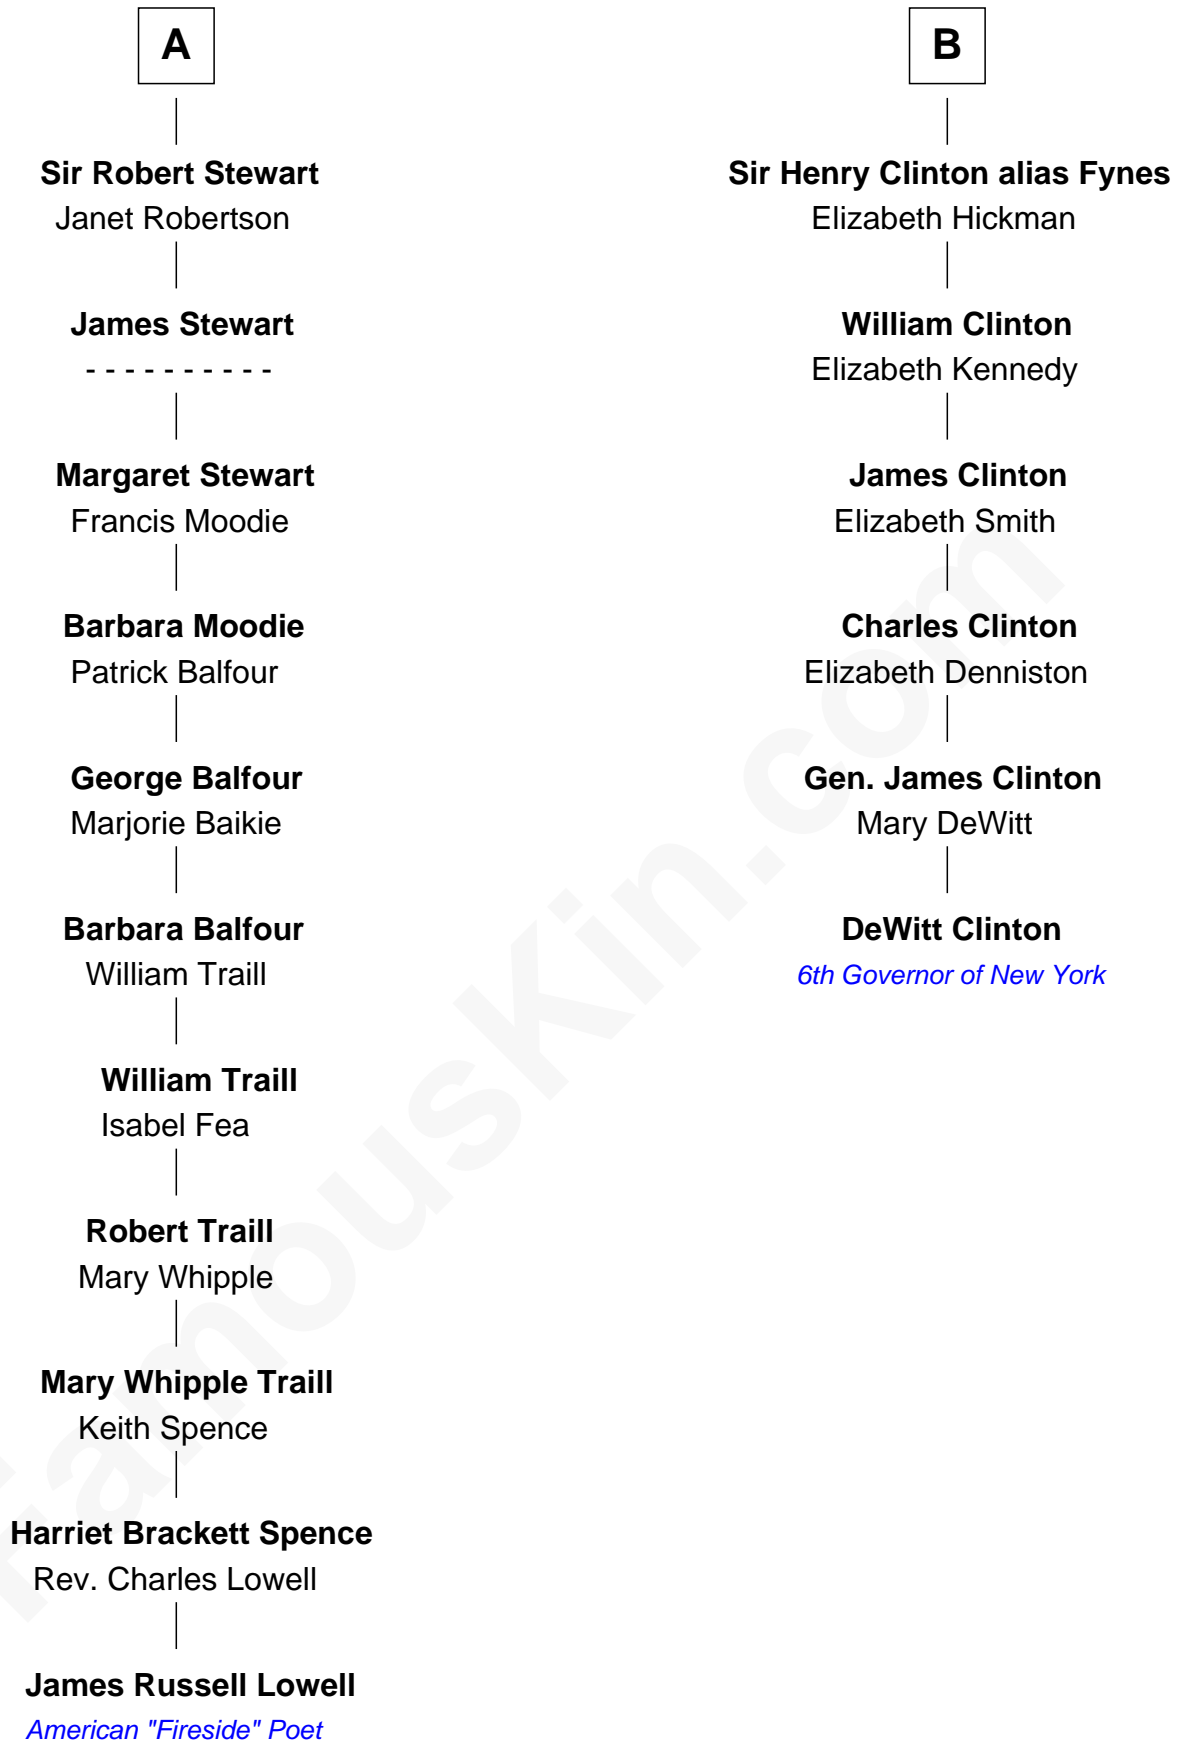 A
Sir Robert Stewart
Janet Robertson
James Stewart
- - - - - - - - - -
Margaret Stewart
Francis Moodie
Barbara Moodie
Patrick Balfour
George Balfour
Marjorie Baikie
Barbara Balfour
William Traill
William Traill
Isabel Fea
Robert Traill
Mary Whipple
Mary Whipple Traill
Keith Spence
Harriet Brackett Spence
Rev. Charles Lowell
James Russell Lowell
American "Fireside" Poet
B
Sir Henry Clinton alias Fynes
Elizabeth Hickman
William Clinton
Elizabeth Kennedy
James Clinton
Elizabeth Smith
Charles Clinton
Elizabeth Denniston
Gen. James Clinton
Mary DeWitt
DeWitt Clinton
6th Governor of New York
FamousKin.com